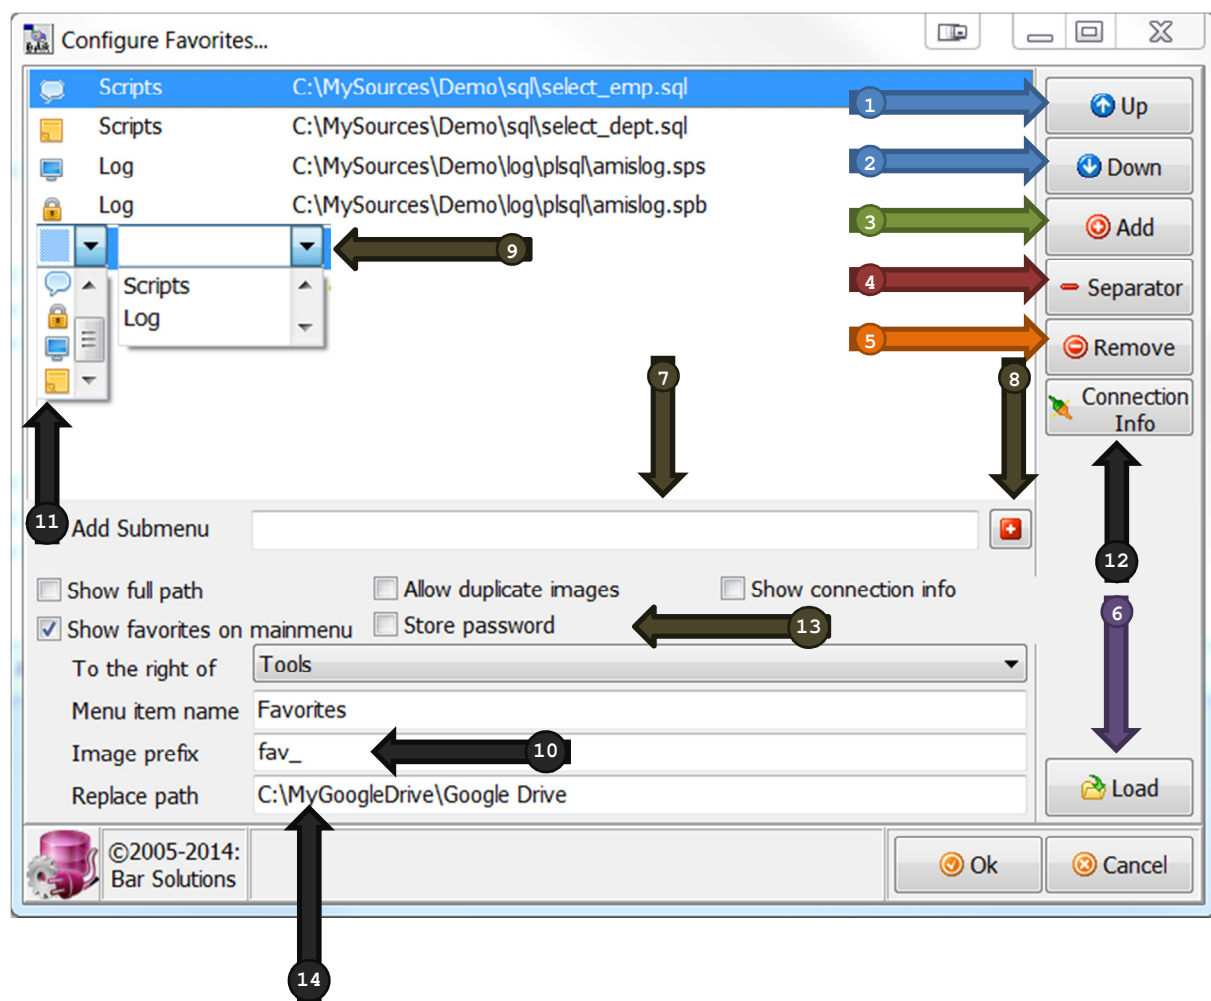 Configure Favorites...
Scripts C:\MySources\Demo\sql\select_emp.sql 1 Up
Scripts C:\MySources\Demo\sql\select_dept.sql
Log C:\MySources\Demo\log\plsql\amislog.sps 2 Down
Log C:\MySources\Demo\log\plsql\amislog.spb 3 Add
9
Scripts 4 Separator
Log
5 Remove
7 8
Connection
Info
11 Add Submenu
12
Show full path Allow duplicate images Show connection info
6
Show favorites on mainmenu Store password 13
To the right of Tools
Menu item name Favorites
Image prefix fav_ 10
Replace path C:\MyGoogleDrive\Google Drive Load
©2005-2014:
Bar Solutions Ok Cancel
14